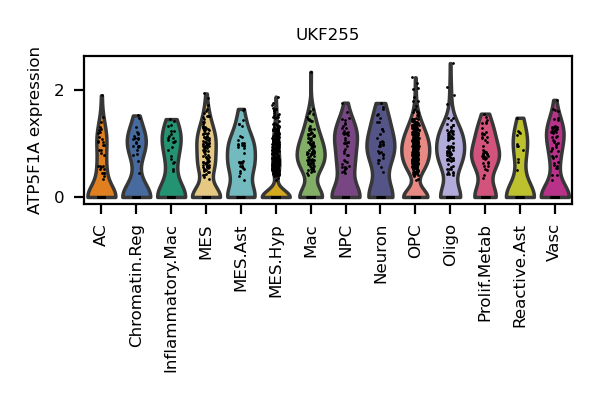 UKF255
ATP5F1A expression
2
0
AC
Chromatin.Reg
Inflammatory.Mac
MES
MES.Ast
MES.Hyp
Mac
NPC
Neuron
OPC
Oligo
Prolif.Metab
Reactive.Ast
Vasc